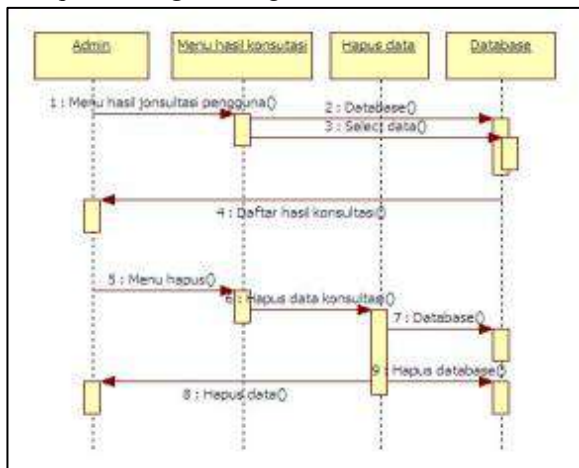 Admin
Menu hasil konsutasi
Hapus data
Database
1 : Menu hasil jonsultasi pengguna()
2 : Database()
3 : Select data()
4 : Daftar hasil konsultasi()
5 : Menu hapus()
6 : Hapus data konsultasi()
7 : Database()
9 : Hapus database()
8 : Hapus data()